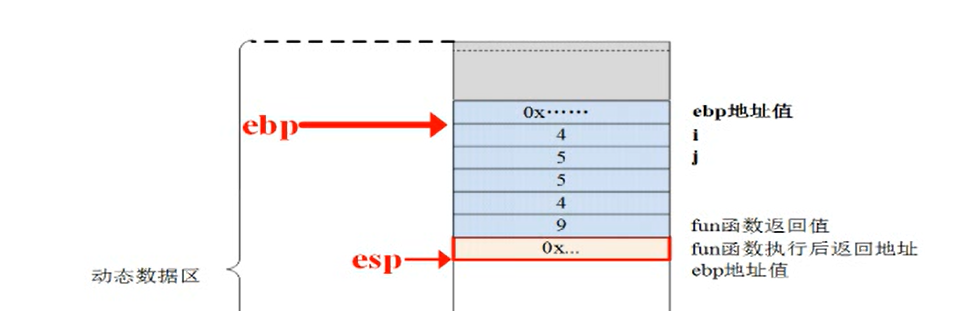 0x…… ebp地址值
ebp
4 i
5 j
5
4
9 fun函数返回值
esp 0x... fun函数执行后返回地址
ebp地址值
动态数据区